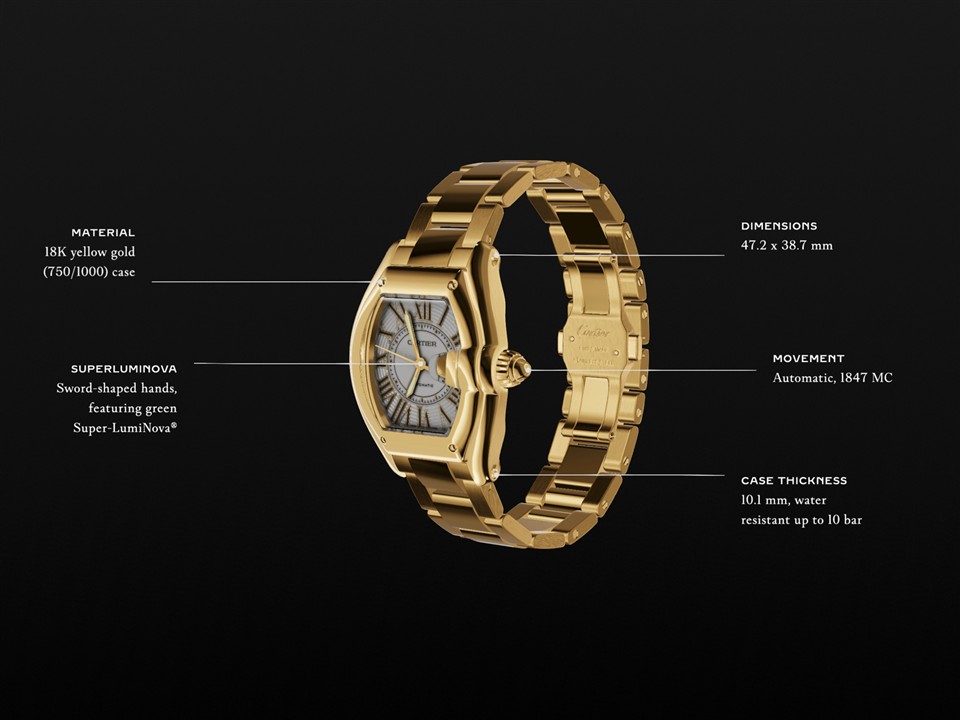 MATERIAL
18K yellow gold
(750/1000) case
SUPERLUMINOVA
Sword-shaped hands,
featuring green
Super-LumiNova®
CARTIER
Cartier
DIMENSIONS
47.2 x 38.7 mm
MOVEMENT
Automatic, 1847 MC
CASE THICKNESS
10.1 mm, water
resistant up to 10 bar